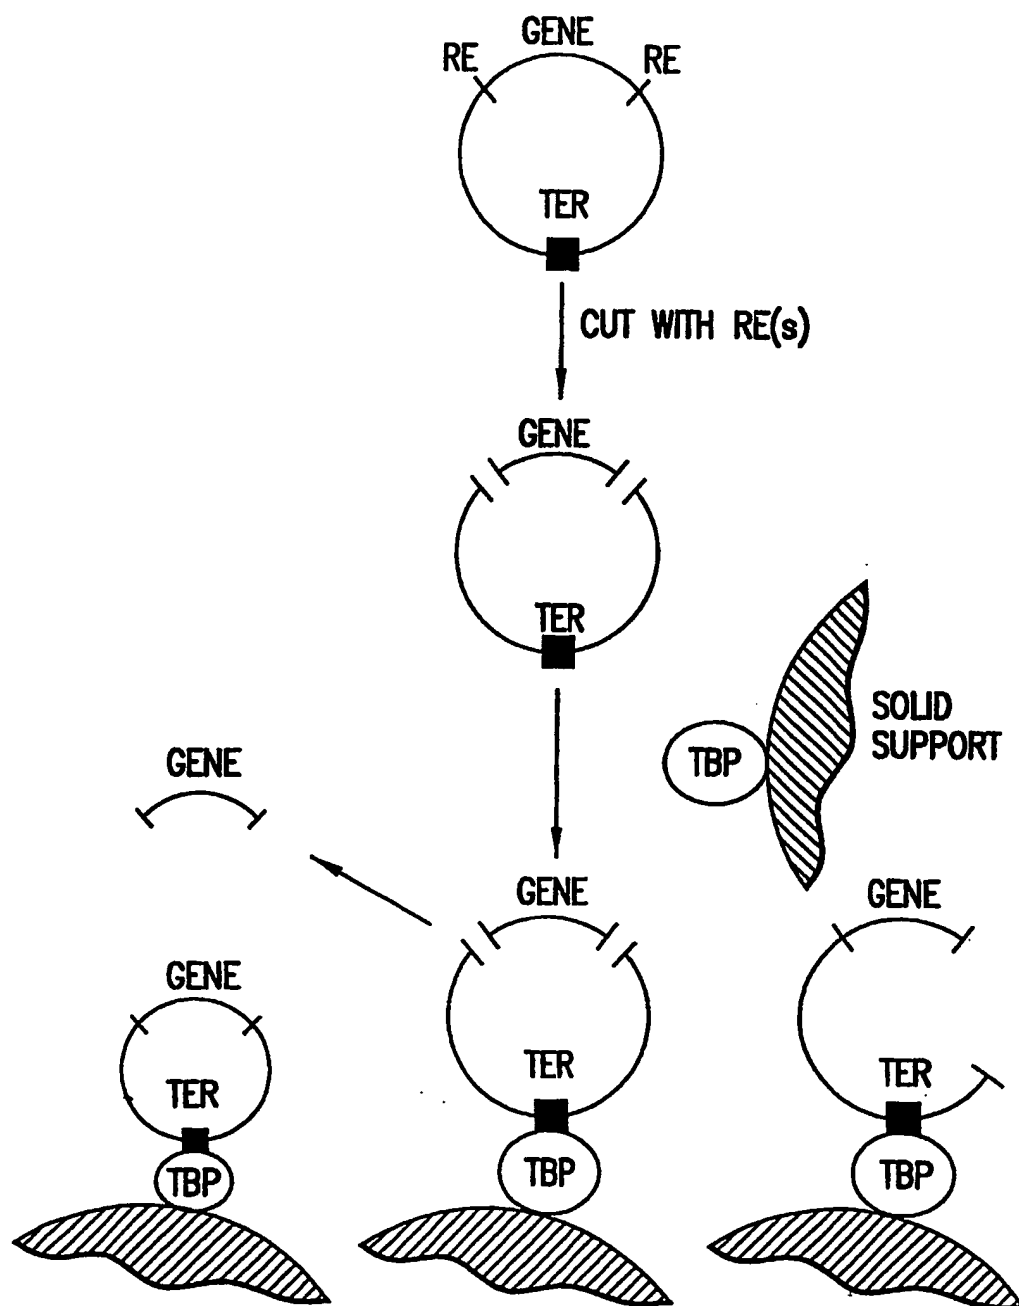 GENE
RE
RE
TER
CUT WITH RE(s)
GENE
TER
SOLID
SUPPORT
TBP
GENE
GENE
GENE
GENE
TER
TER
TER
TBP
TBP
TBP